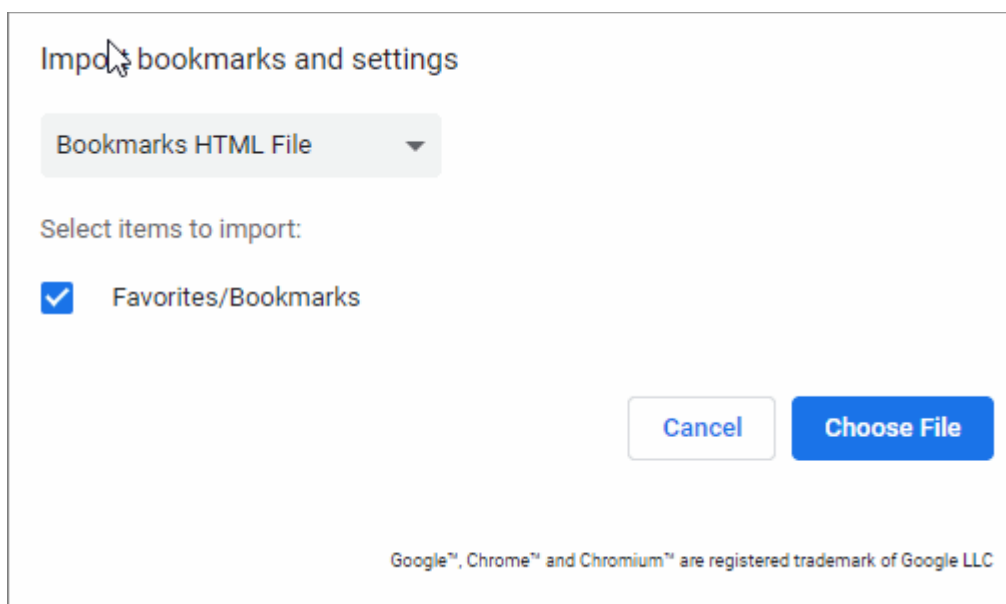 Import bookmarks and settings
Bookmarks HTML File
Select items to import:
Favorites/Bookmarks
Cancel
Choose File
Google™, Chrome™ and Chromium™ are registered trademark of Google LLC